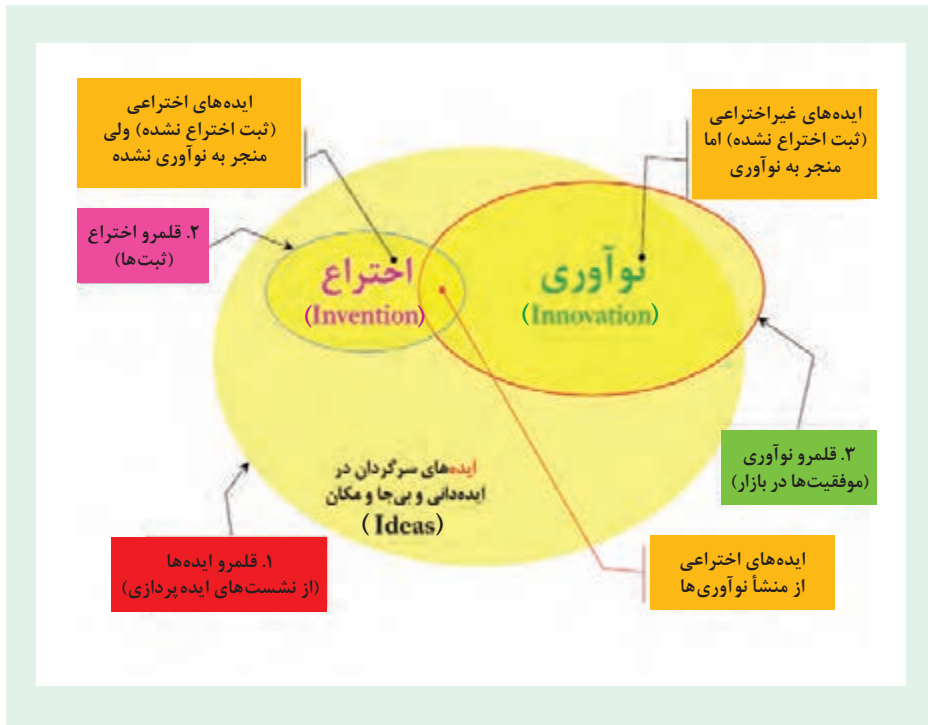 ایده‌های غیراختراعی
(ثبت اختراع نشده) اما
منجر به نوآوری
ایده‌های اختراعی
(ثبت اختراع نشده) ولی
منجر به نوآوری نشده
۲. قلمرو اختراع
(ثبت‌ها)
نوآوری
(Innovation)
اختراع
(Invention)
۳. قلمرو نوآوری
(موفقیت‌ها در بازار)
ایده‌های سرگردان در
ایده‌دانی و بی‌جا و مکان
(Ideas)
ایده‌های اختراعی
از منشأ نوآوری‌ها
۱. قلمرو ایده‌ها
(از نشست‌های ایده‌پردازی)